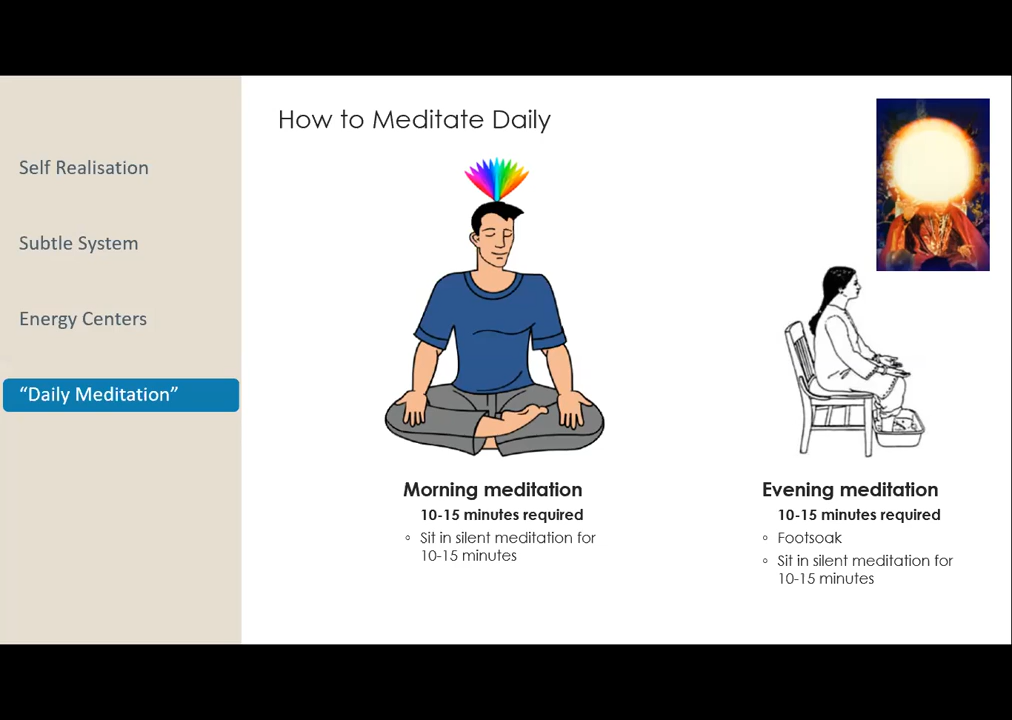 How to Meditate Daily
Self Realisation
Subtle System
Energy Centers
“Daily Meditation”
Morning meditation
10-15 minutes required
◦ Sit in silent meditation for
10-15 minutes
Evening meditation
10-15 minutes required
◦ Footsoak
◦ Sit in silent meditation for
10-15 minutes